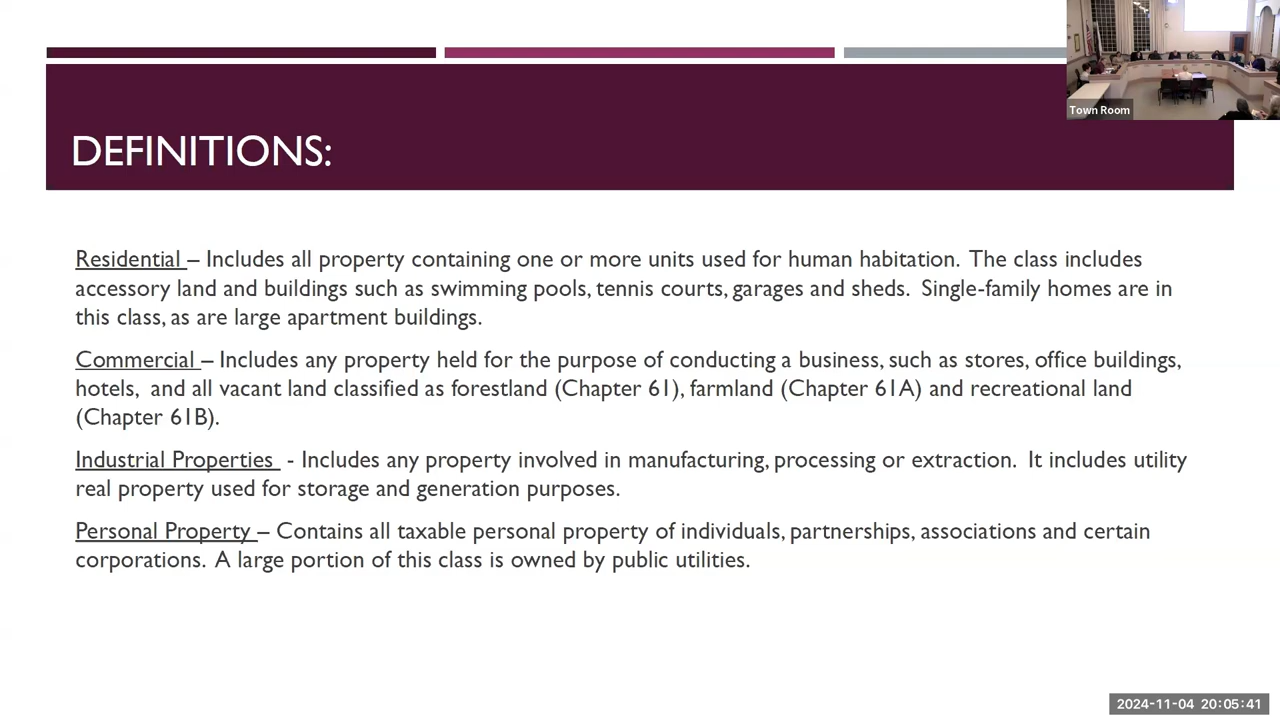 Town Room
DEFINITIONS:
Residential – Includes all property containing one or more units used for human habitation. The class includes
accessory land and buildings such as swimming pools, tennis courts, garages and sheds. Single-family homes are in
this class, as are large apartment buildings.
Commercial – Includes any property held for the purpose of conducting a business, such as stores, office buildings,
hotels, and all vacant land classified as forestland (Chapter 61), farmland (Chapter 61A) and recreational land
(Chapter 61B).
Industrial Properties - Includes any property involved in manufacturing, processing or extraction. It includes utility
real property used for storage and generation purposes.
Personal Property – Contains all taxable personal property of individuals, partnerships, associations and certain
corporations. A large portion of this class is owned by public utilities.
2024-11-04 20:05:41